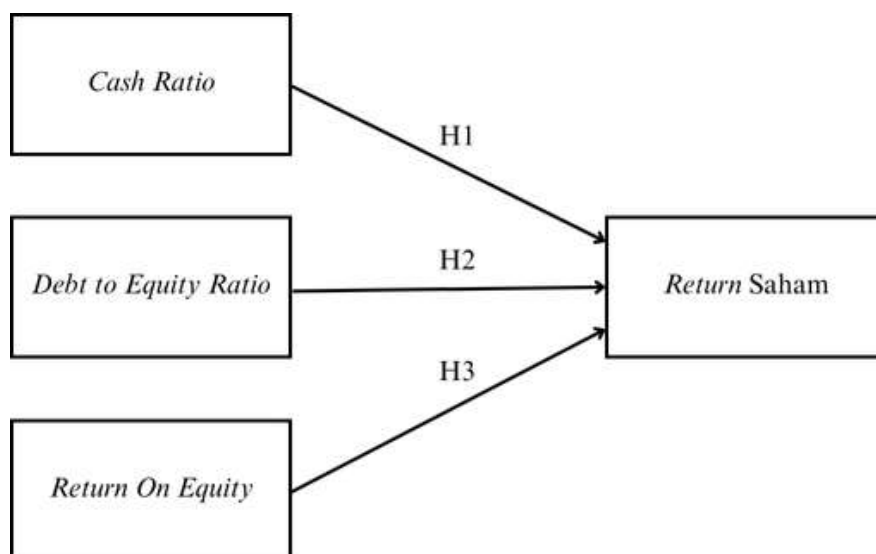 Cash Ratio
H1
Debt to Equity Ratio
H2
Return Saham
H3
Return On Equity